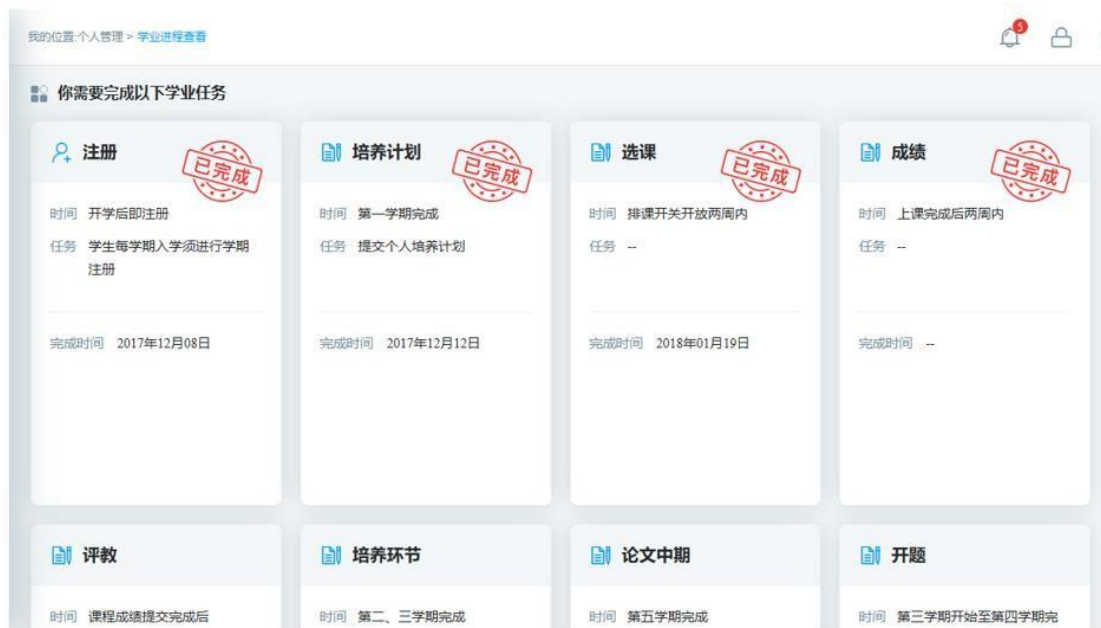 我的位置:个人管理 > 学业进程查看
5
你需要完成以下学业任务
注册
已完成
时间 开学后即注册
任务 学生每学期入学须进行学期
注册
完成时间 2017年12月08日
培养计划
已完成
时间 第一学期完成
任务 提交个人培养计划
完成时间 2017年12月12日
选课
已完成
时间 排课开关开放两周内
任务 --
完成时间 2018年01月19日
成绩
已完成
时间 上课完成后两周内
任务 --
完成时间 --
评教
时间 课程成绩提交完成后
培养环节
时间 第二、三学期完成
论文中期
时间 第五学期完成
开题
时间 第三学期开始至第四学期完